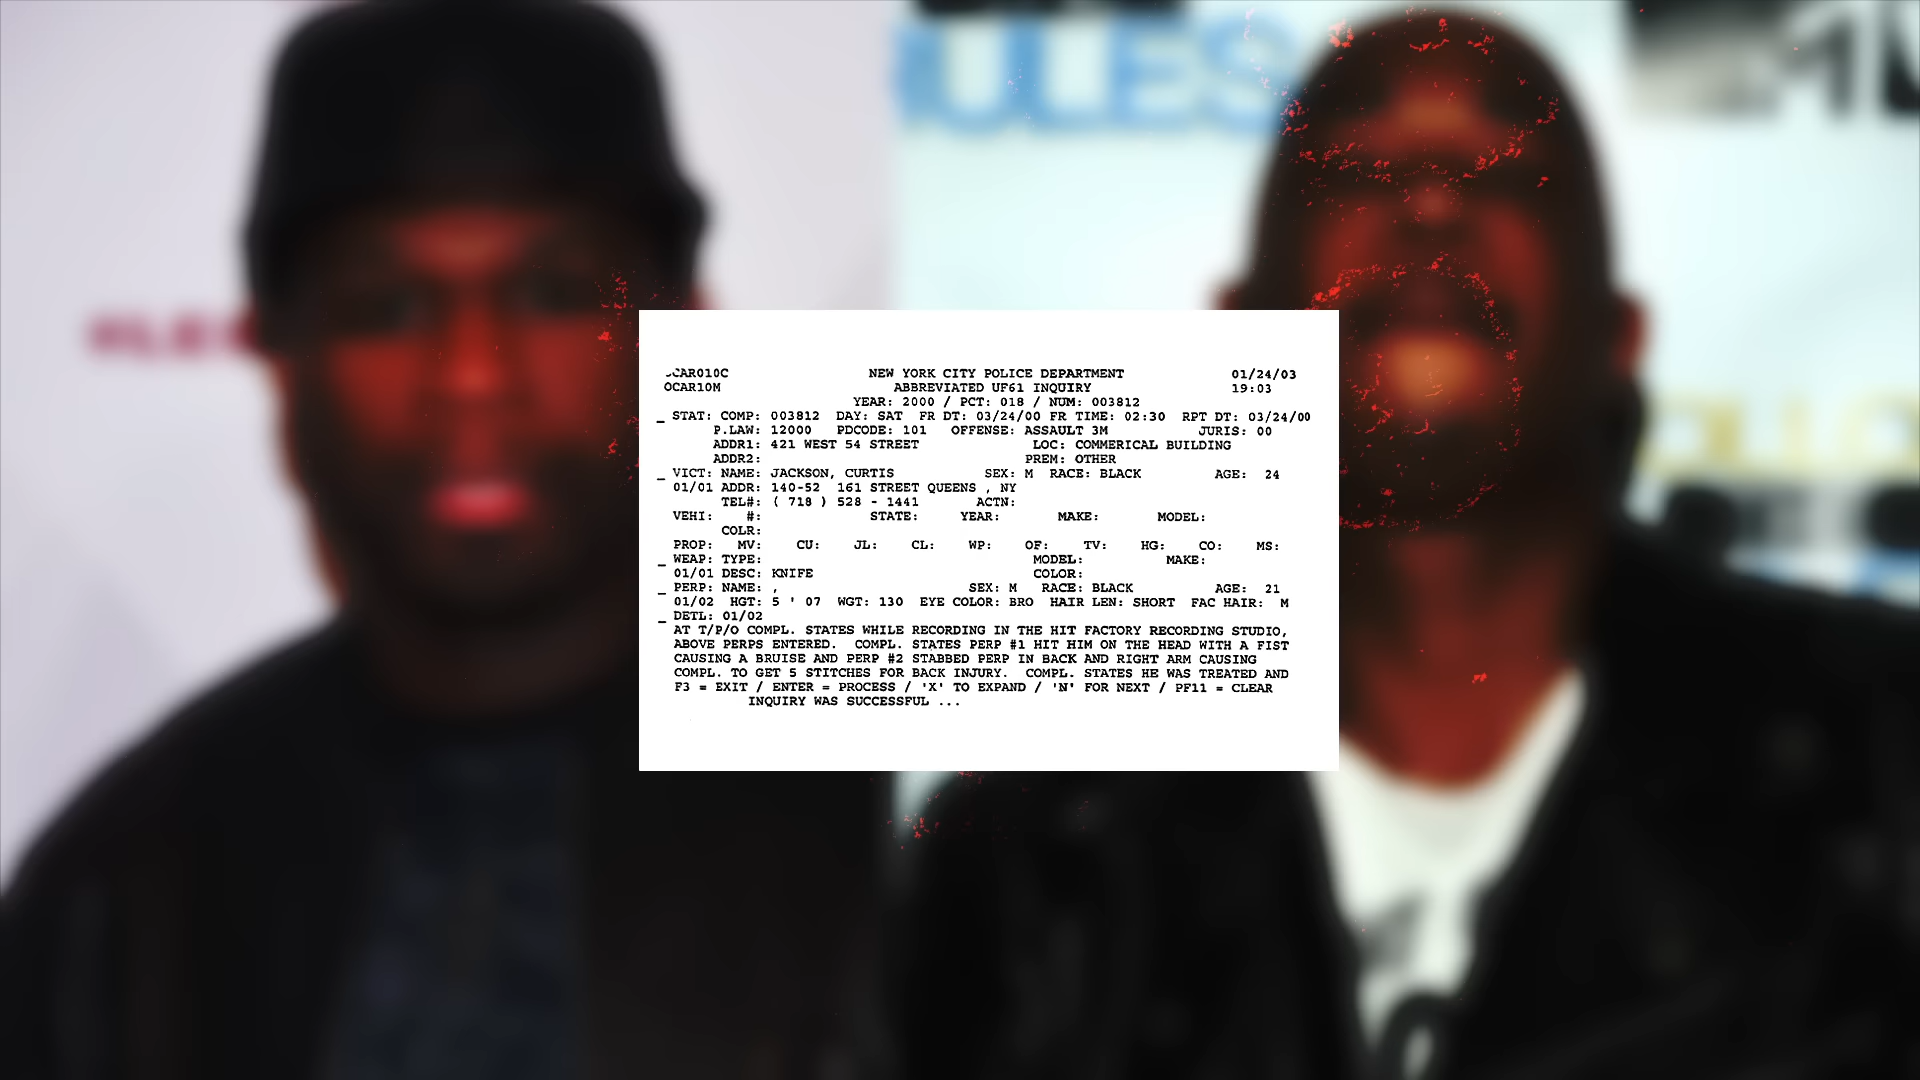 CAR010C NEW YORK CITY POLICE DEPARTMENT 01/24/03
OCAR10M ABBREVIATED UF61 INQUIRY 19:03
YEAR: 2000 / PCT: 018 / NUM: 003812
_ STAT: COMP: 003812 DAY: SAT FR DT: 03/24/00 FR TIME: 02:30 RPT DT: 03/24/00
P.LAW: 12000 PDCODE: 101 OFFENSE: ASSAULT 3M JURIS: 00
ADDR1: 421 WEST 54 STREET LOC: COMMERICAL BUILDING
ADDR2: PREM: OTHER
_ VICT: NAME: JACKSON, CURTIS SEX: M RACE: BLACK AGE: 24
01/01 ADDR: 140-52 161 STREET QUEENS , NY
TEL#: ( 718 ) 528 - 1441 ACTN:
VEHI: #: STATE: YEAR: MAKE: MODEL:
COLR:
PROP: MV: CU: JL: CL: WP: OF: TV: HG: CO: MS:
_ WEAP: TYPE: MODEL: MAKE:
01/01 DESC: KNIFE COLOR:
_ PERP: NAME: , SEX: M RACE: BLACK AGE: 21
01/02 HGT: 5 ' 07 WGT: 130 EYE COLOR: BRO HAIR LEN: SHORT FAC HAIR: M
_ DETL: 01/02
AT T/P/O COMPL. STATES WHILE RECORDING IN THE HIT FACTORY RECORDING STUDIO,
ABOVE PERPS ENTERED. COMPL. STATES PERP #1 HIT HIM ON THE HEAD WITH A FIST
CAUSING A BRUISE AND PERP #2 STABBED PERP IN BACK AND RIGHT ARM CAUSING
COMPL. TO GET 5 STITCHES FOR BACK INJURY. COMPL. STATES HE WAS TREATED AND
F3 = EXIT / ENTER = PROCESS / 'X' TO EXPAND / 'N' FOR NEXT / PF11 = CLEAR
INQUIRY WAS SUCCESSFUL ...